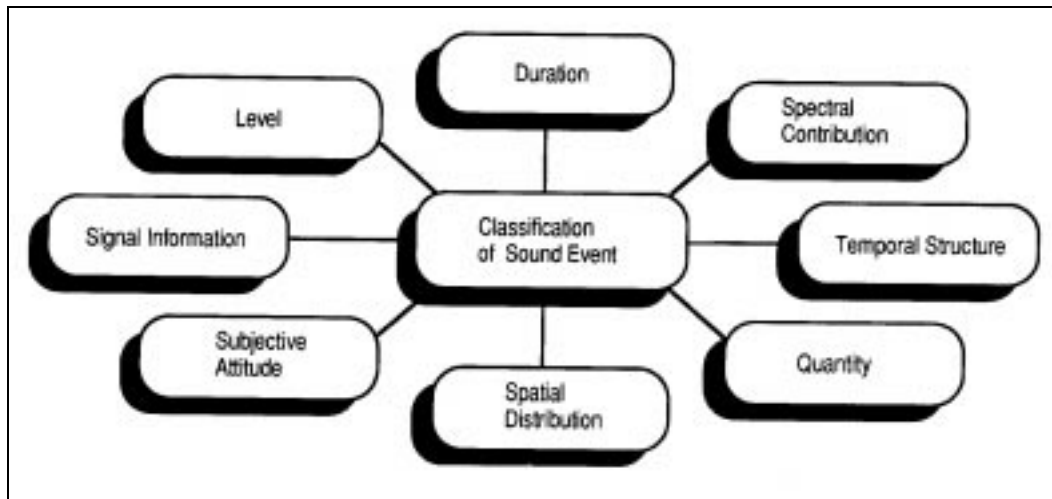 Duration
Level
Spectral
Contribution
Signal Information
Classification
of Sound Event
Temporal Structure
Subjective
Attitude
Spatial
Distribution
Quantity